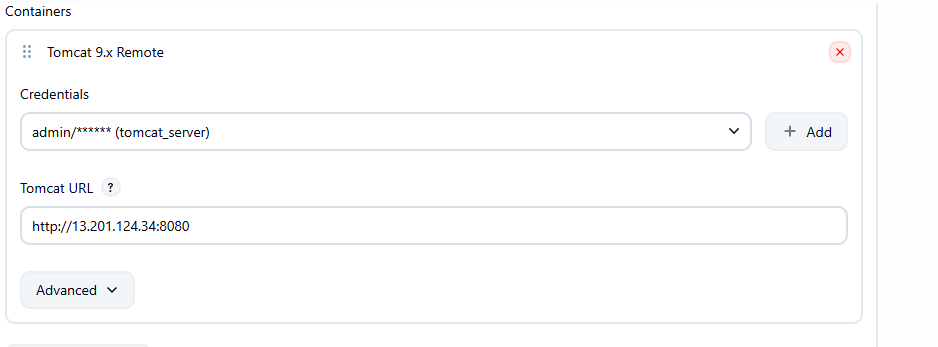 Containers
Tomcat 9.x Remote
Credentials
admin/****** (tomcat_server)
Add
Tomcat URL ?
http://13.201.124.34:8080
Advanced